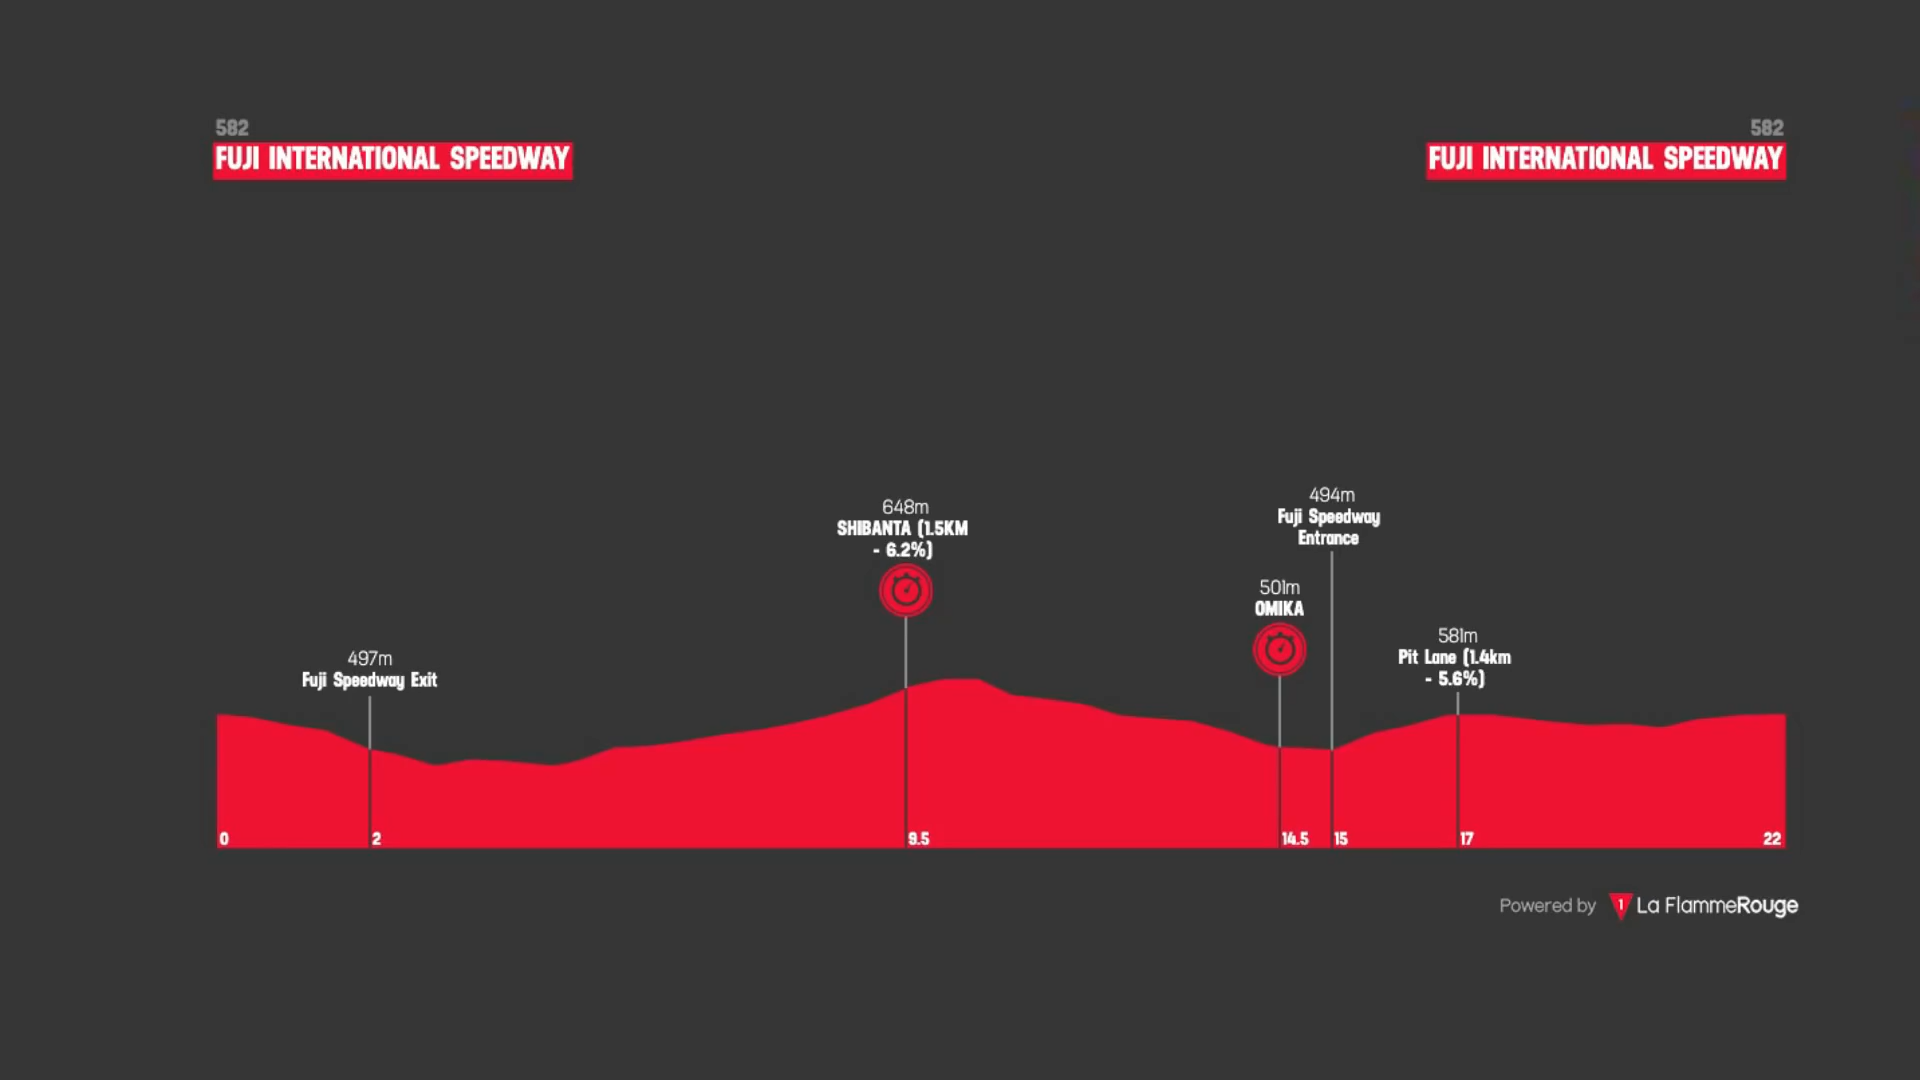 582
FUJI INTERNATIONAL SPEEDWAY
582
FUJI INTERNATIONAL SPEEDWAY
497m
Fuji Speedway Exit
648m
SHIBANTA (1.5KM
- 6.2%)
501m
OMIKA
494m
Fuji Speedway
Entrance
581m
Pit Lane (1.4km
- 5.6%)
0
2
9.5
14.5
15
17
22
Powered by 1 La FlammeRouge